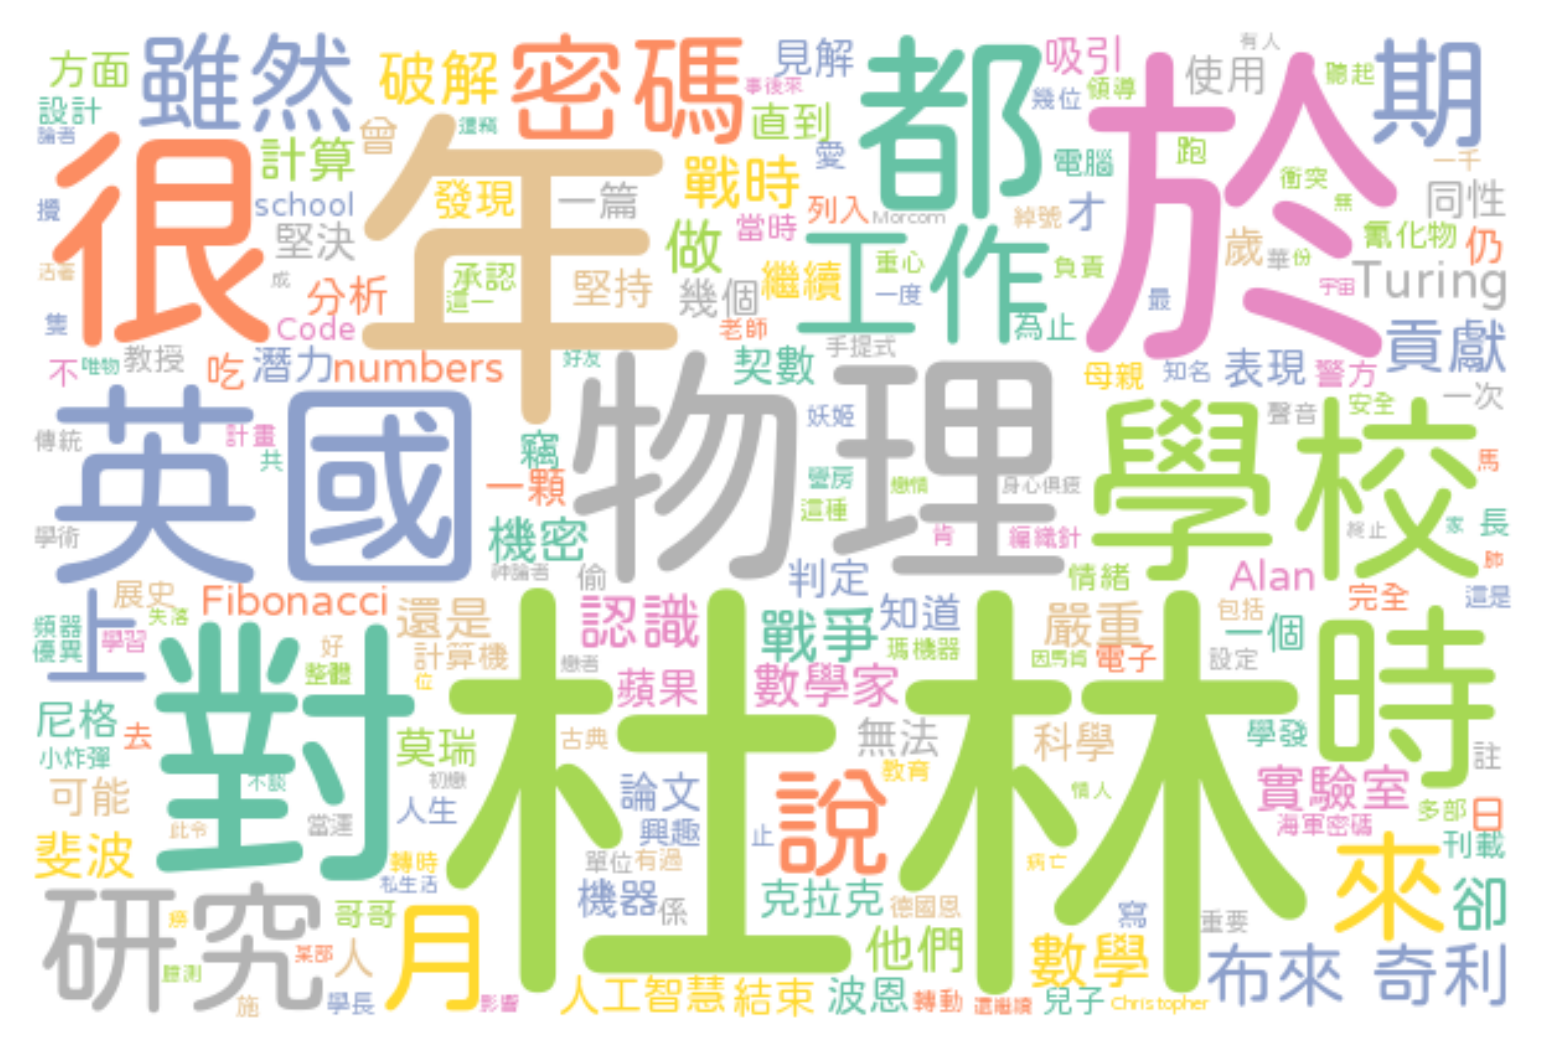 方面 雖然 破解 密碼 見解 都 吸引 有人 使用 聽起 期
設計 事後來 幾位 領導
論者 很 計算 曾 遭竊 年 直到 於
攬 school 發現 一篇 戰時 愛 電腦 跑 衝突 一千
堅決 做 當時 列入 Morcom 綽號 才 無 同性
活著 成 分析 承認 堅持 繼續 工作 重心 負責 歲 華 份 氰化物 仍
隻 Code 這一 幾個 一度 最 宇宙 Turing
老師 為止 貢獻
不 唯物 教授 吃 潛力 numbers 好友 契數 手提式 母親 知名 表現 警方 一次
英國 物理 妖姬 學校 聲音 安全
傳統 計畫 共 竊 馬
一顆 戀情 身心俱疲
學術 機密 這種 肯 編織針 終止 家 長
神論者 偷 判定 情緒 Alan 肺
展史 Fibonacci 還是 認識 戰爭 知道 嚴重 包括 完全 這是
頻器 失落 上 一個 時
優異 學習 好 計算機 戀者 瑪機器 因馬肯 電子 設定
整體 位 蘋果 數學家
尼格 去 對 杜林 莫瑞 古典 無法 科學 學發 註
小炸彈 不談 初戀 教育
可能 人生 論文 說 情人 實驗室 多部 日
此令 當選 興趣 止 海軍密碼
斐波 轉時 單位 有過 病亡 來 刊載
研究 私生活 機器 係 克拉克 德國恩 寫 重要 卻
哥哥 月 他們 數學 布來 奇利
某部 人
施 學長 影響 人工智慧 結束 波恩 轉動 還繼續 兒子 Christopher